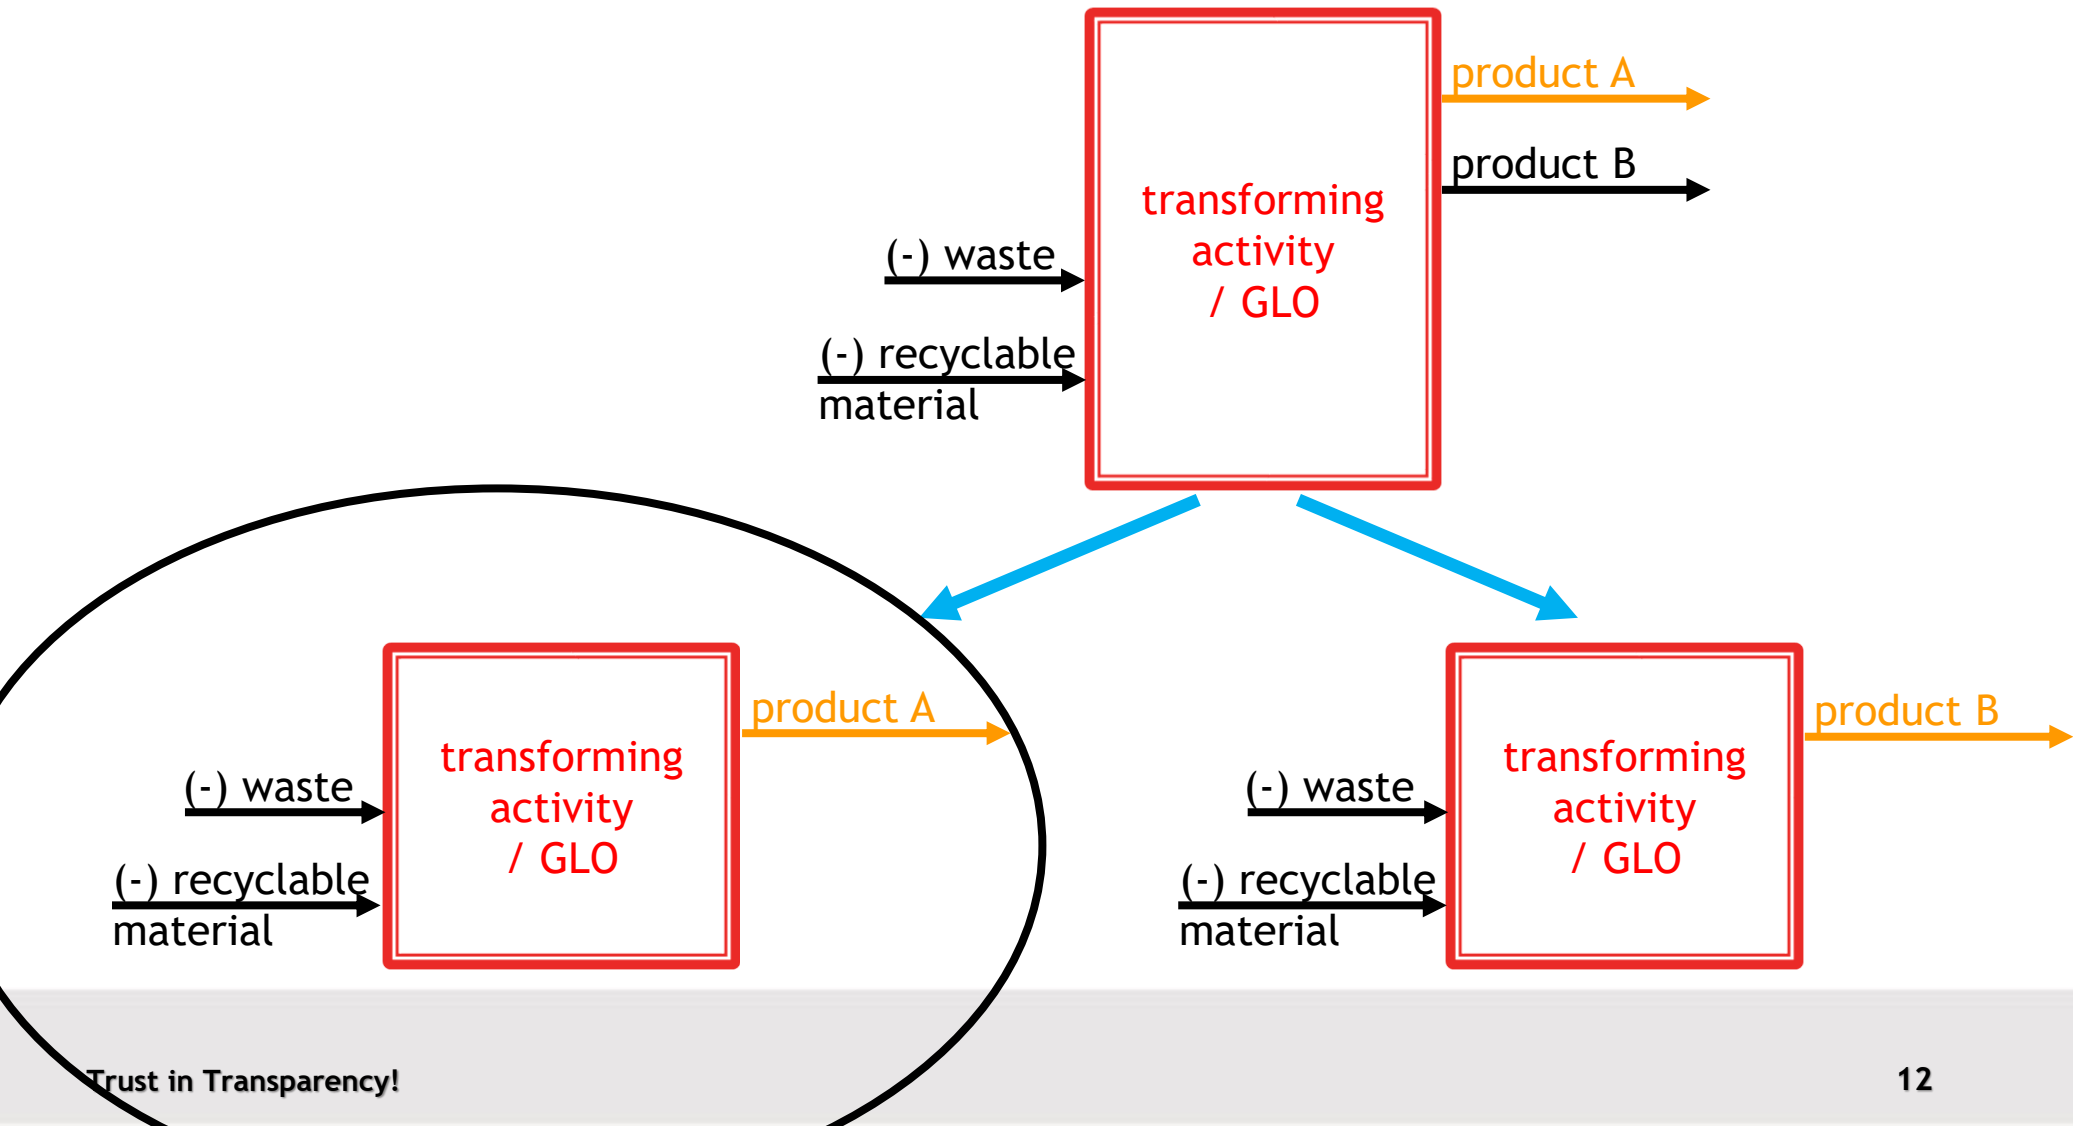 product A
product B
transforming
activity
/ GLO
(-) waste
(-) recyclable
material
product A
transforming
activity
/ GLO
(-) waste
(-) recyclable
material
product B
transforming
activity
/ GLO
(-) waste
(-) recyclable
material
Trust in Transparency!
12